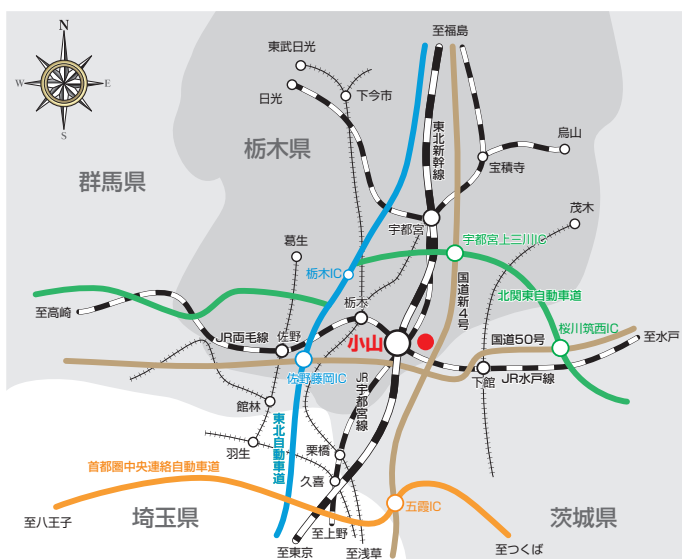 N
W
E
S
至福島
東武日光
日光
下今市
烏山
栃木県
東北新幹線
宝積寺
群馬県
茂木
宇都宮
葛生
宇都宮上三川IC
栃木IC
国道新4号
北関東自動車道
至高崎
栃木
桜川筑西IC
JR両毛線
佐野
小山
国道50号
至水戸
佐野藤岡IC
JR水戸線
下館
JR宇都宮線
館林
東北自動車道
羽生
栗橋
首都圏中央連絡自動車道
久喜
五霞IC
至八王子
埼玉県
至上野
茨城県
至東京
至浅草
至つくば